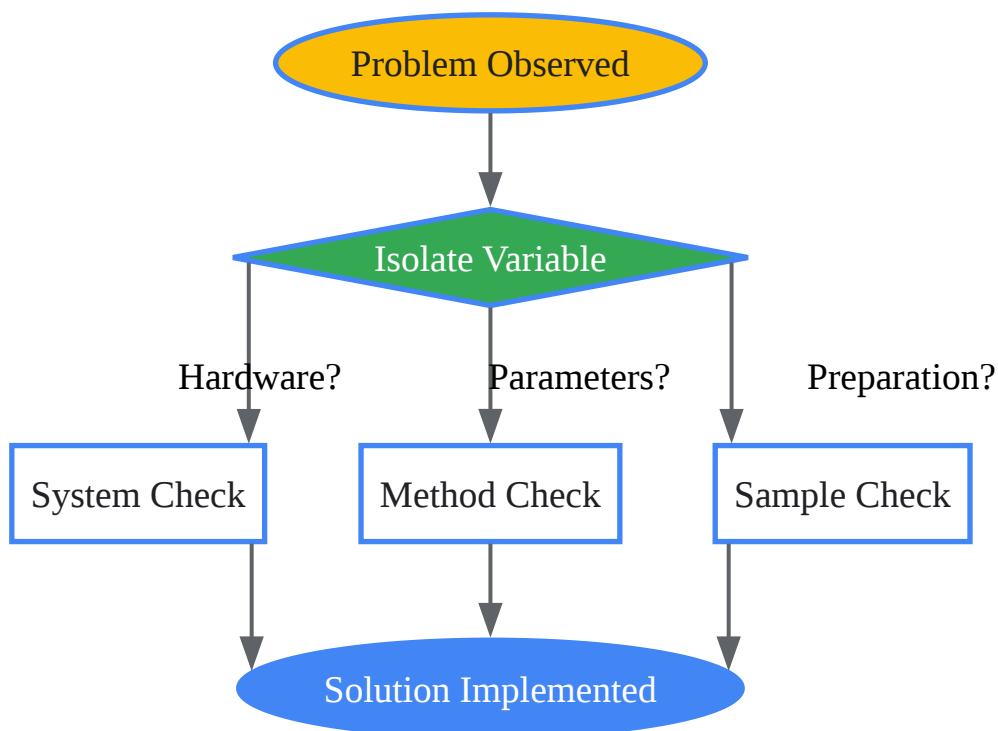 Problem Observed
Isolate Variable
Hardware?
Parameters?
Preparation?
System Check
Method Check
Sample Check
Solution Implemented